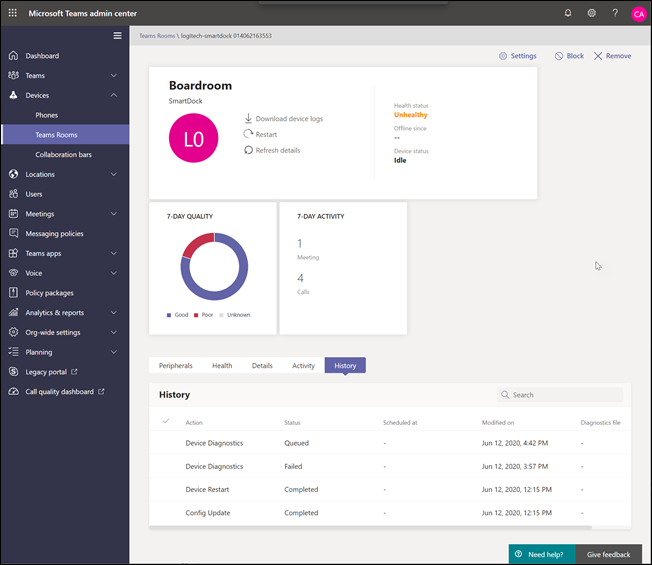 Microsoft Teams admin center
?
CA
Teams Rooms \ logitech-smartdock 014062163553
Dashboard
Teams
Devices
Phones
Teams Rooms
Collaboration bars
Locations
Users
Meetings
Messaging policies
Teams apps
Voice
Policy packages
Analytics & reports
Org-wide settings
Planning
Legacy portal
Call quality dashboard
Settings
Block
Remove
Boardroom
SmartDock
L0
Download device logs
Restart
Refresh details
Health status
Unhealthy
Offline since
--
Device status
Idle
7-DAY QUALITY
Good Poor Unknown
7-DAY ACTIVITY
1
Meeting
4
Calls
Peripherals Health Details Activity History
History
Search
Action Status Scheduled at Modified on Diagnostics file
Device Diagnostics Queued - Jun 12, 2020, 4:42 PM -
Device Diagnostics Failed - Jun 12, 2020, 3:57 PM -
Device Restart Completed - Jun 12, 2020, 12:15 PM -
Config Update Completed - Jun 12, 2020, 12:15 PM -
Need help?
Give feedback